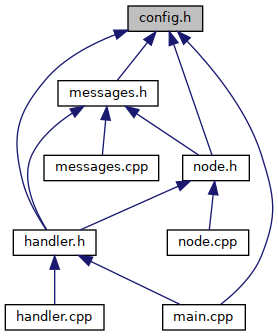 config.h
messages.h
messages.cpp
node.h
handler.h
node.cpp
handler.cpp
main.cpp